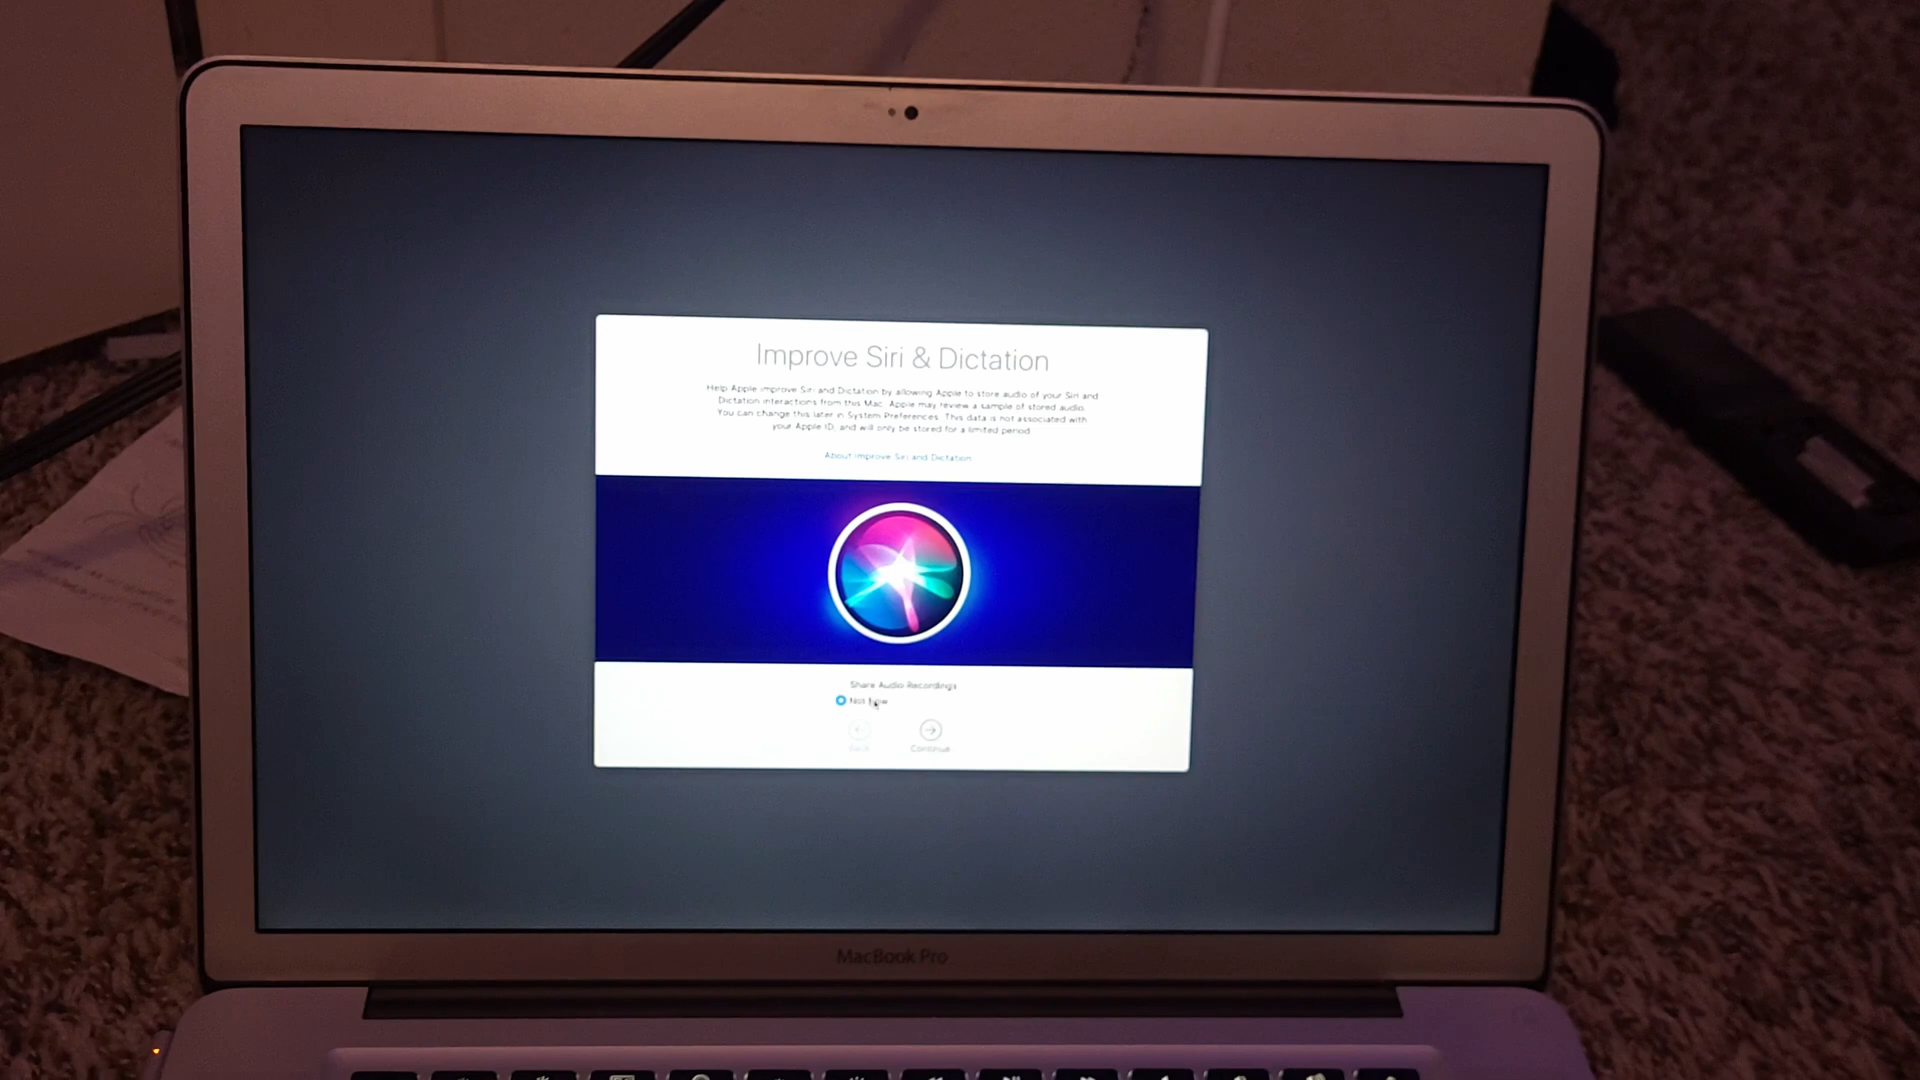 Improve Siri & Dictation
Help Apple improve Siri and Dictation by allowing Apple to store audio of your Siri and
Dictation interactions from this Mac. Apple may review a sample of stored audio.
You can change this later in System Preferences. This data is not associated with
your Apple ID, and will only be stored for a limited period.
About Improve Siri and Dictation
Share Audio Recordings
Not Now
Back
Continue
MacBook Pro